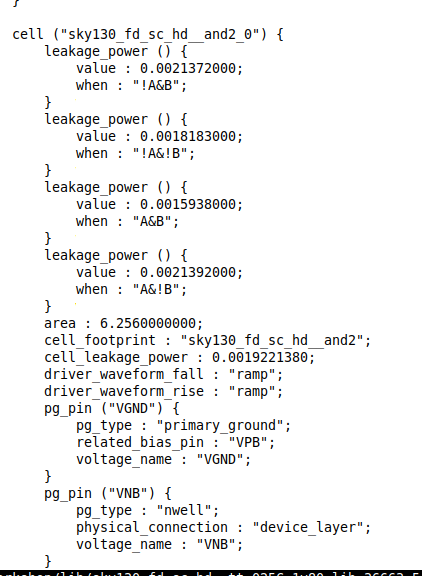 }
cell ("sky130_fd_sc_hd__and2_0") {
    leakage_power () {
        value : 0.0021372000;
        when : "!A&B";
    }
    leakage_power () {
        value : 0.0018183000;
        when : "!A&!B";
    }
    leakage_power () {
        value : 0.0015938000;
        when : "A&B";
    }
    leakage_power () {
        value : 0.0021392000;
        when : "A&!B";
    }
    area : 6.2560000000;
    cell_footprint : "sky130_fd_sc_hd__and2";
    cell_leakage_power : 0.0019221380;
    driver_waveform_fall : "ramp";
    driver_waveform_rise : "ramp";
    pg_pin ("VGND") {
        pg_type : "primary_ground";
        related_bias_pin : "VPB";
        voltage_name : "VGND";
    }
    pg_pin ("VNB") {
        pg_type : "nwell";
        physical_connection : "device_layer";
        voltage_name : "VNB";
    }